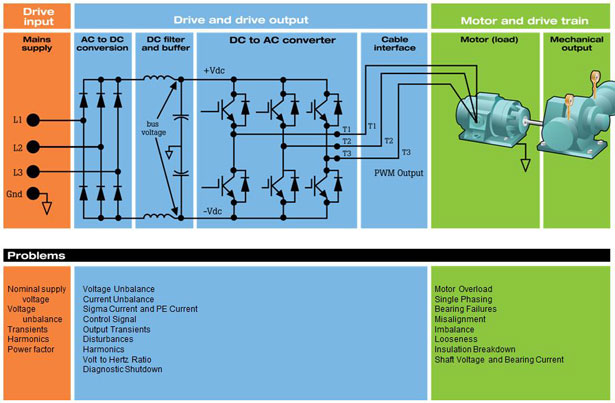 Drive
input
Drive and drive output
Motor and drive train
Mains
supply
AC to DC
conversion
DC filter
and buffer
DC to AC converter
Cable
interface
Motor (load)
Mechanical
output
+Vdc
L1
L2
L3
Gnd
bus
voltage
T1
T1
T2
T2
T3
T3
PWM Output
–Vdc
Problems
Nominal supply
voltage
Voltage
unbalance
Transients
Harmonics
Power factor
Voltage Unbalance
Current Unbalance
Sigma Current and PE Current
Control Signal
Output Transients
Disturbances
Harmonics
Volt to Hertz Ratio
Diagnostic Shutdown
Motor Overload
Single Phasing
Bearing Failures
Misalignment
Imbalance
Looseness
Insulation Breakdown
Shaft Voltage and Bearing Current